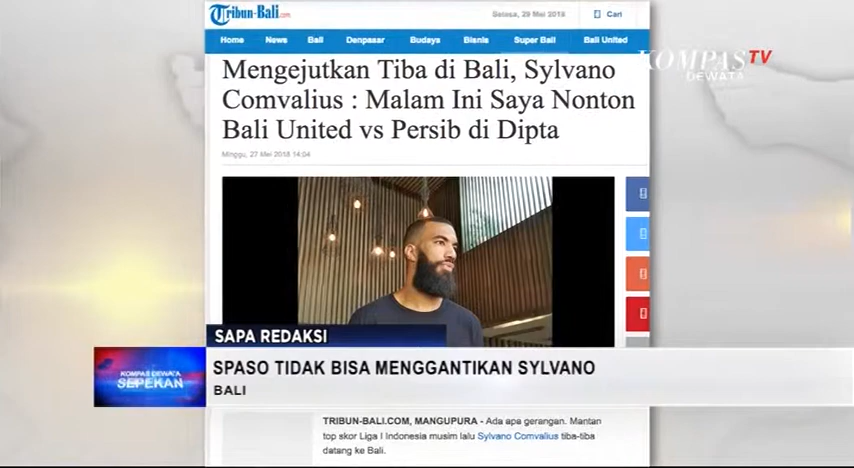 Tribun-Bali.com
Selasa, 29 Mei 2018
Cari
Home News Bali Denpasar Budaya Bisnis Super Bali Bali United
KOMPAS TV
DEWATA
Mengejutkan Tiba di Bali, Sylvano
Comvalius : Malam Ini Saya Nonton
Bali United vs Persib di Dipta
Minggu, 27 Mei 2018 14:04
SAPA REDAKSI
KOMPAS DEWATA
SEPEKAN
SPASO TIDAK BISA MENGGANTIKAN SYLVANO
BALI
TRIBUN-BALI.COM, MANGUPURA - Ada apa gerangan. Mantan
top skor Liga I Indonesia musim lalu Sylvano Comvalius tiba-tiba
datang ke Bali.